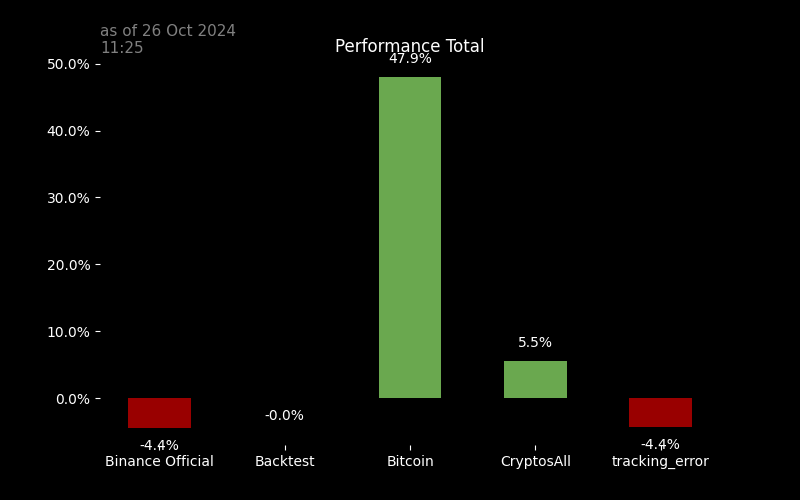 as of 26 Oct 2024
11:25
Performance Total
50.0%
40.0%
30.0%
20.0%
10.0%
0.0%
-4.4%
-0.0%
47.9%
5.5%
-4.4%
Binance Official
Backtest
Bitcoin
CryptosAll
tracking_error